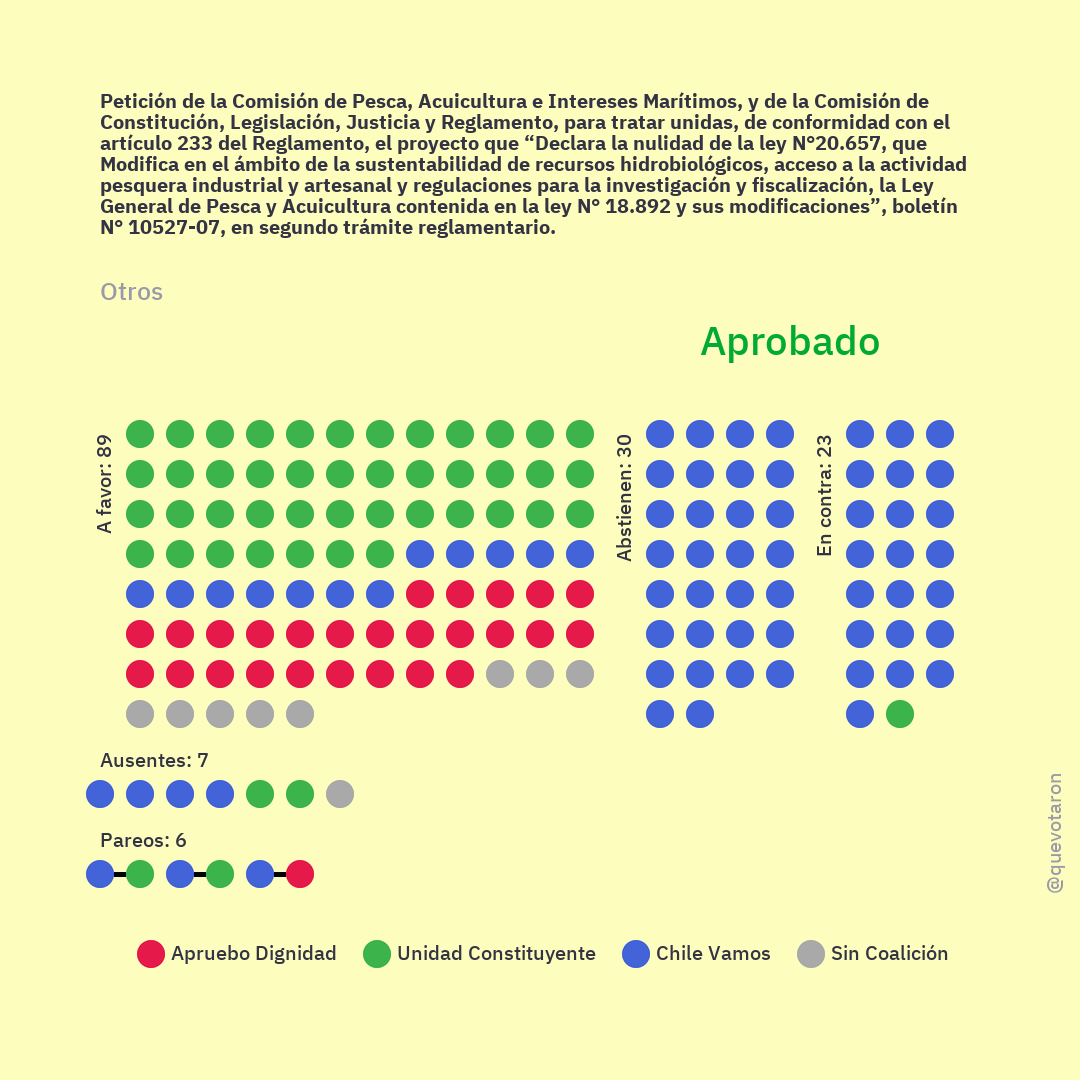 Petición de la Comisión de Pesca, Acuicultura e Intereses Marítimos, y de la Comisión de
Constitución, Legislación, Justicia y Reglamento, para tratar unidas, de conformidad con el
artículo 233 del Reglamento, el proyecto que “Declara la nulidad de la ley N°20.657, que
Modifica en el ámbito de la sustentabilidad de recursos hidrobiológicos, acceso a la actividad
pesquera industrial y artesanal y regulaciones para la investigación y fiscalización, la Ley
General de Pesca y Acuicultura contenida en la ley N° 18.892 y sus modificaciones”, boletín
N° 10527-07, en segundo trámite reglamentario.
Otros
Aprobado
A favor: 89
Abstienen: 30
En contra: 23
Ausentes: 7
Pareos: 6
@quevotaron
Apruebo Dignidad
Unidad Constituyente
Chile Vamos
Sin Coalición